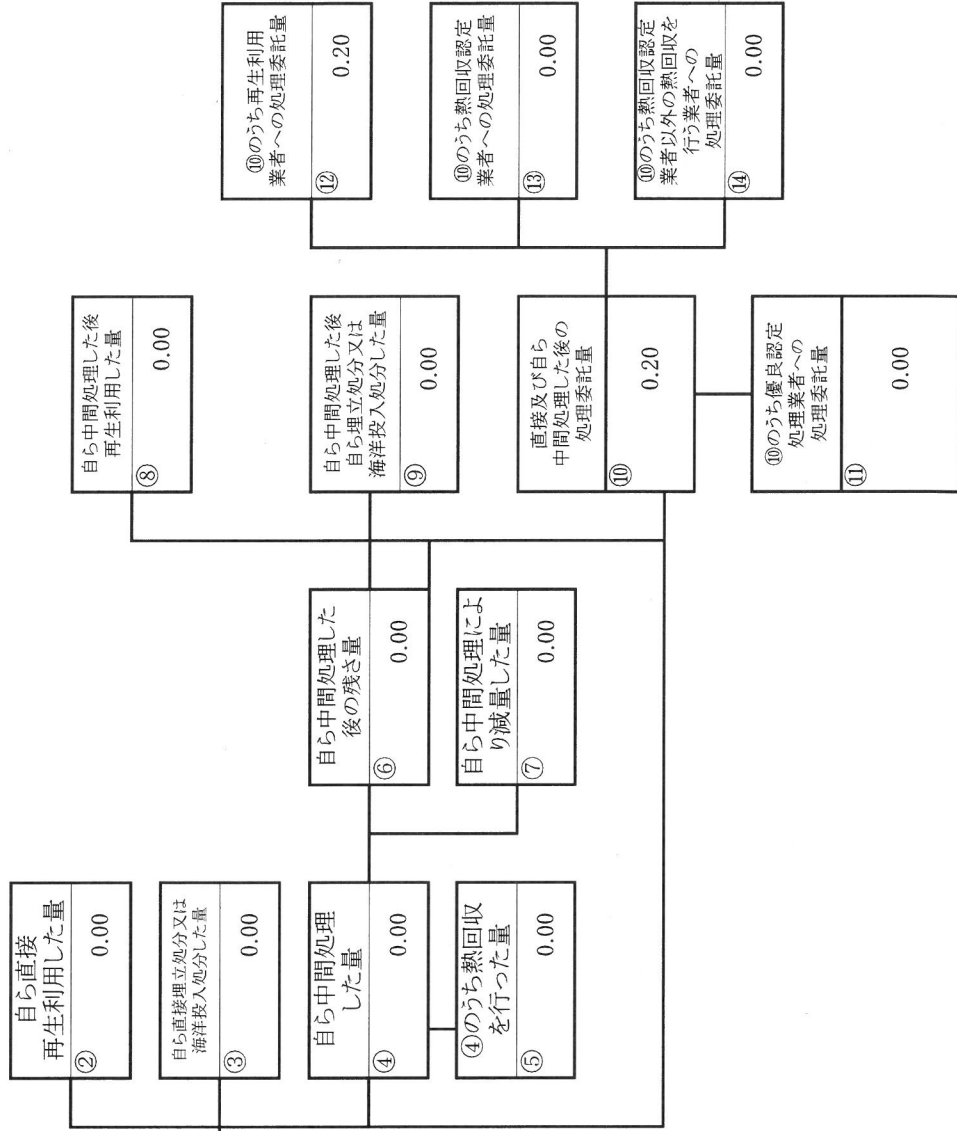 自ら直接
再生利用した量
②
0.00
自ら直接埋立処分又は
海洋投入処分した量
③
0.00
自ら中間処理
した量
④
0.00
④のうち熱回収
を行った量
⑤
0.00
自ら中間処理した
後の残さ量
⑥
0.00
自ら中間処理によ
り減量した量
⑦
0.00
自ら中間処理した後
再生利用した量
⑧
0.00
自ら中間処理した後
自ら埋立処分又は
海洋投入処分した量
⑨
0.00
直接及び自ら
中間処理した後の
処理委託量
⑩
0.20
⑩のうち優良認定
処理業者への
処理委託量
⑪
0.00
⑩のうち再生利用
業者への処理委託量
⑫
0.20
⑩のうち熱回収認定
業者への処理委託量
⑬
0.00
⑩のうち熱回収認定
業者以外の熱回収を
行う業者への
処理委託量
⑭
0.00